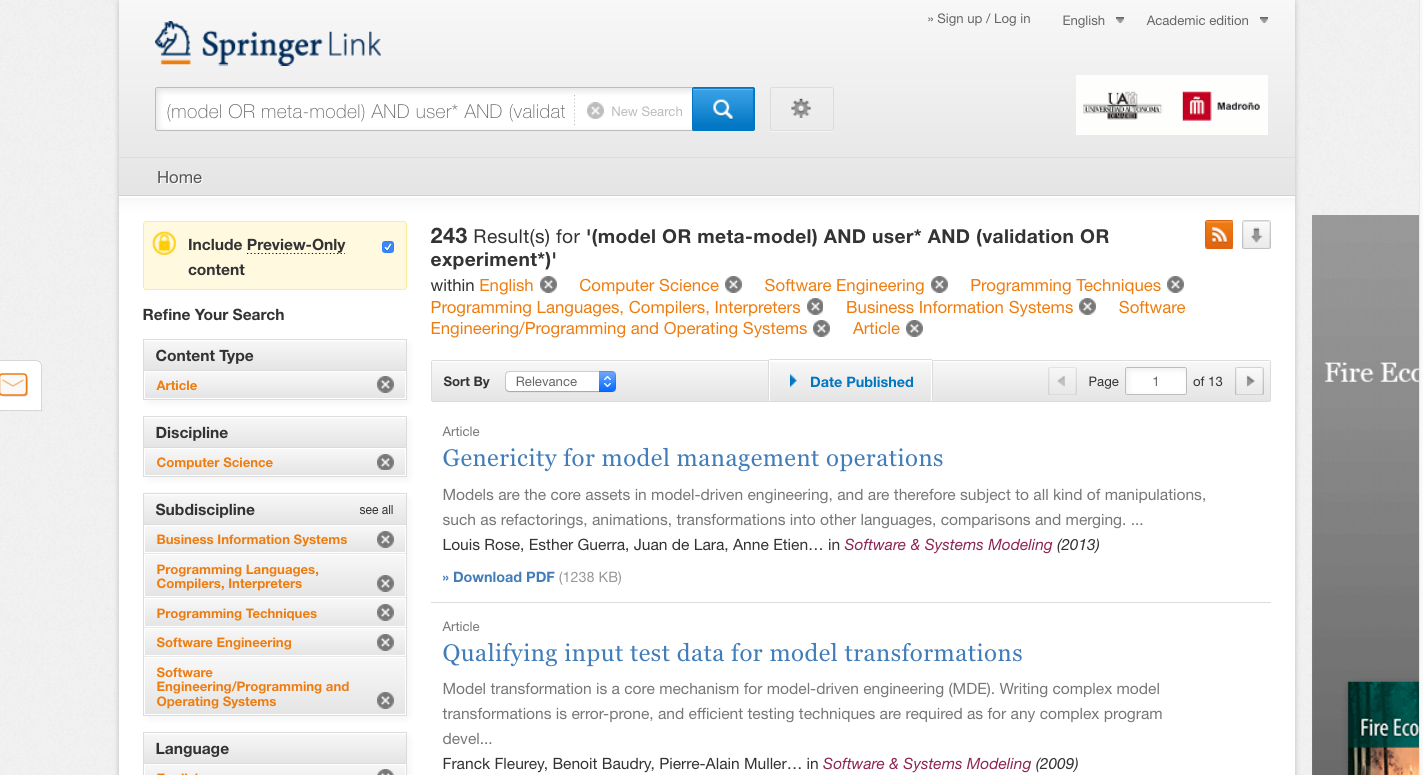 » Sign up / Log in
English
Academic edition
Springer Link
(model OR meta-model) AND user* AND (validat
New Search
UAM
UNIVERSIDAD AUTONOMA
DE MADRID
Madroño
Home
Include Preview-Only
content
Refine Your Search
Content Type
Article
Discipline
Computer Science
Subdiscipline
see all
Business Information Systems
Programming Languages,
Compilers, Interpreters
Programming Techniques
Software Engineering
Software
Engineering/Programming and
Operating Systems
Language
243 Result(s) for '(model OR meta-model) AND user* AND (validation OR
experiment*)'
within English Computer Science Software Engineering Programming Techniques
Programming Languages, Compilers, Interpreters Business Information Systems Software
Engineering/Programming and Operating Systems Article
Sort By Relevance Date Published Page 1 of 13
Article
Genericity for model management operations
Models are the core assets in model-driven engineering, and are therefore subject to all kind of manipulations,
such as refactorings, animations, transformations into other languages, comparisons and merging. ...
Louis Rose, Esther Guerra, Juan de Lara, Anne Etien… in Software & Systems Modeling (2013)
» Download PDF (1238 KB)
Article
Qualifying input test data for model transformations
Model transformation is a core mechanism for model-driven engineering (MDE). Writing complex model
transformations is error-prone, and efficient testing techniques are required as for any complex program
devel...
Franck Fleurey, Benoit Baudry, Pierre-Alain Muller… in Software & Systems Modeling (2009)
Fire Eco
Fire Eco